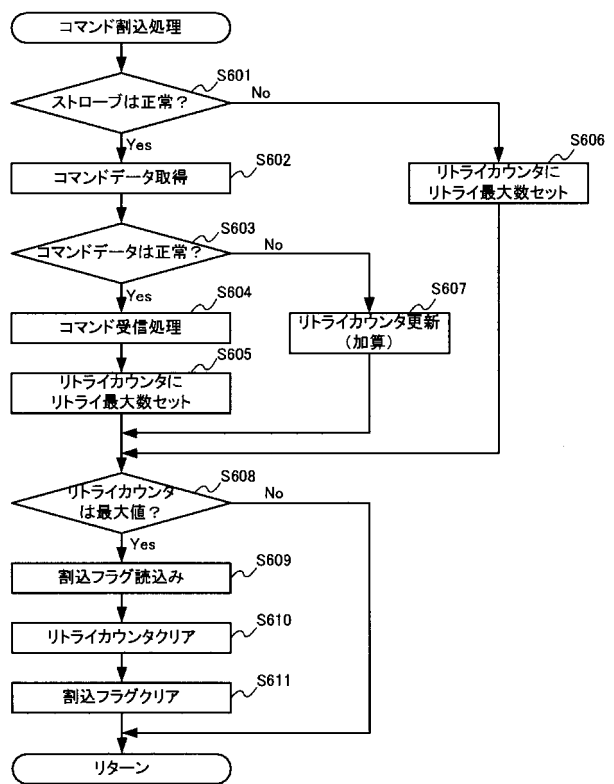 コマンド割込処理
S601
ストローブは正常？
No
Yes
S602
コマンドデータ取得
S606
リトライカウンタに
リトライ最大数セット
S603
コマンドデータは正常？
No
Yes
S604
コマンド受信処理
S607
リトライカウンタ更新
（加算）
S605
リトライカウンタに
リトライ最大数セット
S608
リトライカウンタ
は最大値？
No
Yes
S609
割込フラグ読込み
S610
リトライカウンタクリア
S611
割込フラグクリア
リターン